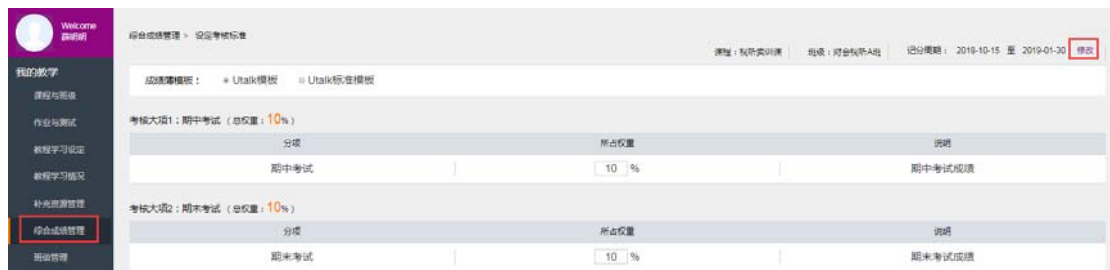 Welcome
薛明明
我的教学
课程与班级
作业与测试
教程学习设定
教程学习情况
补充资源管理
综合成绩管理
班级管理
综合成绩管理 > 设定考核标准
课程：视听实训课 班级：对会视听A班 记分周期： 2018-10-15 至 2019-01-30 修改
成绩簿模板： Utalk模板 Utalk标准模板
考核大项1：期中考试 （总权重：10%）
分项 所占权重 说明
期中考试 10 % 期中考试成绩
考核大项2：期末考试 （总权重：10%）
分项 所占权重 说明
期末考试 10 % 期末考试成绩